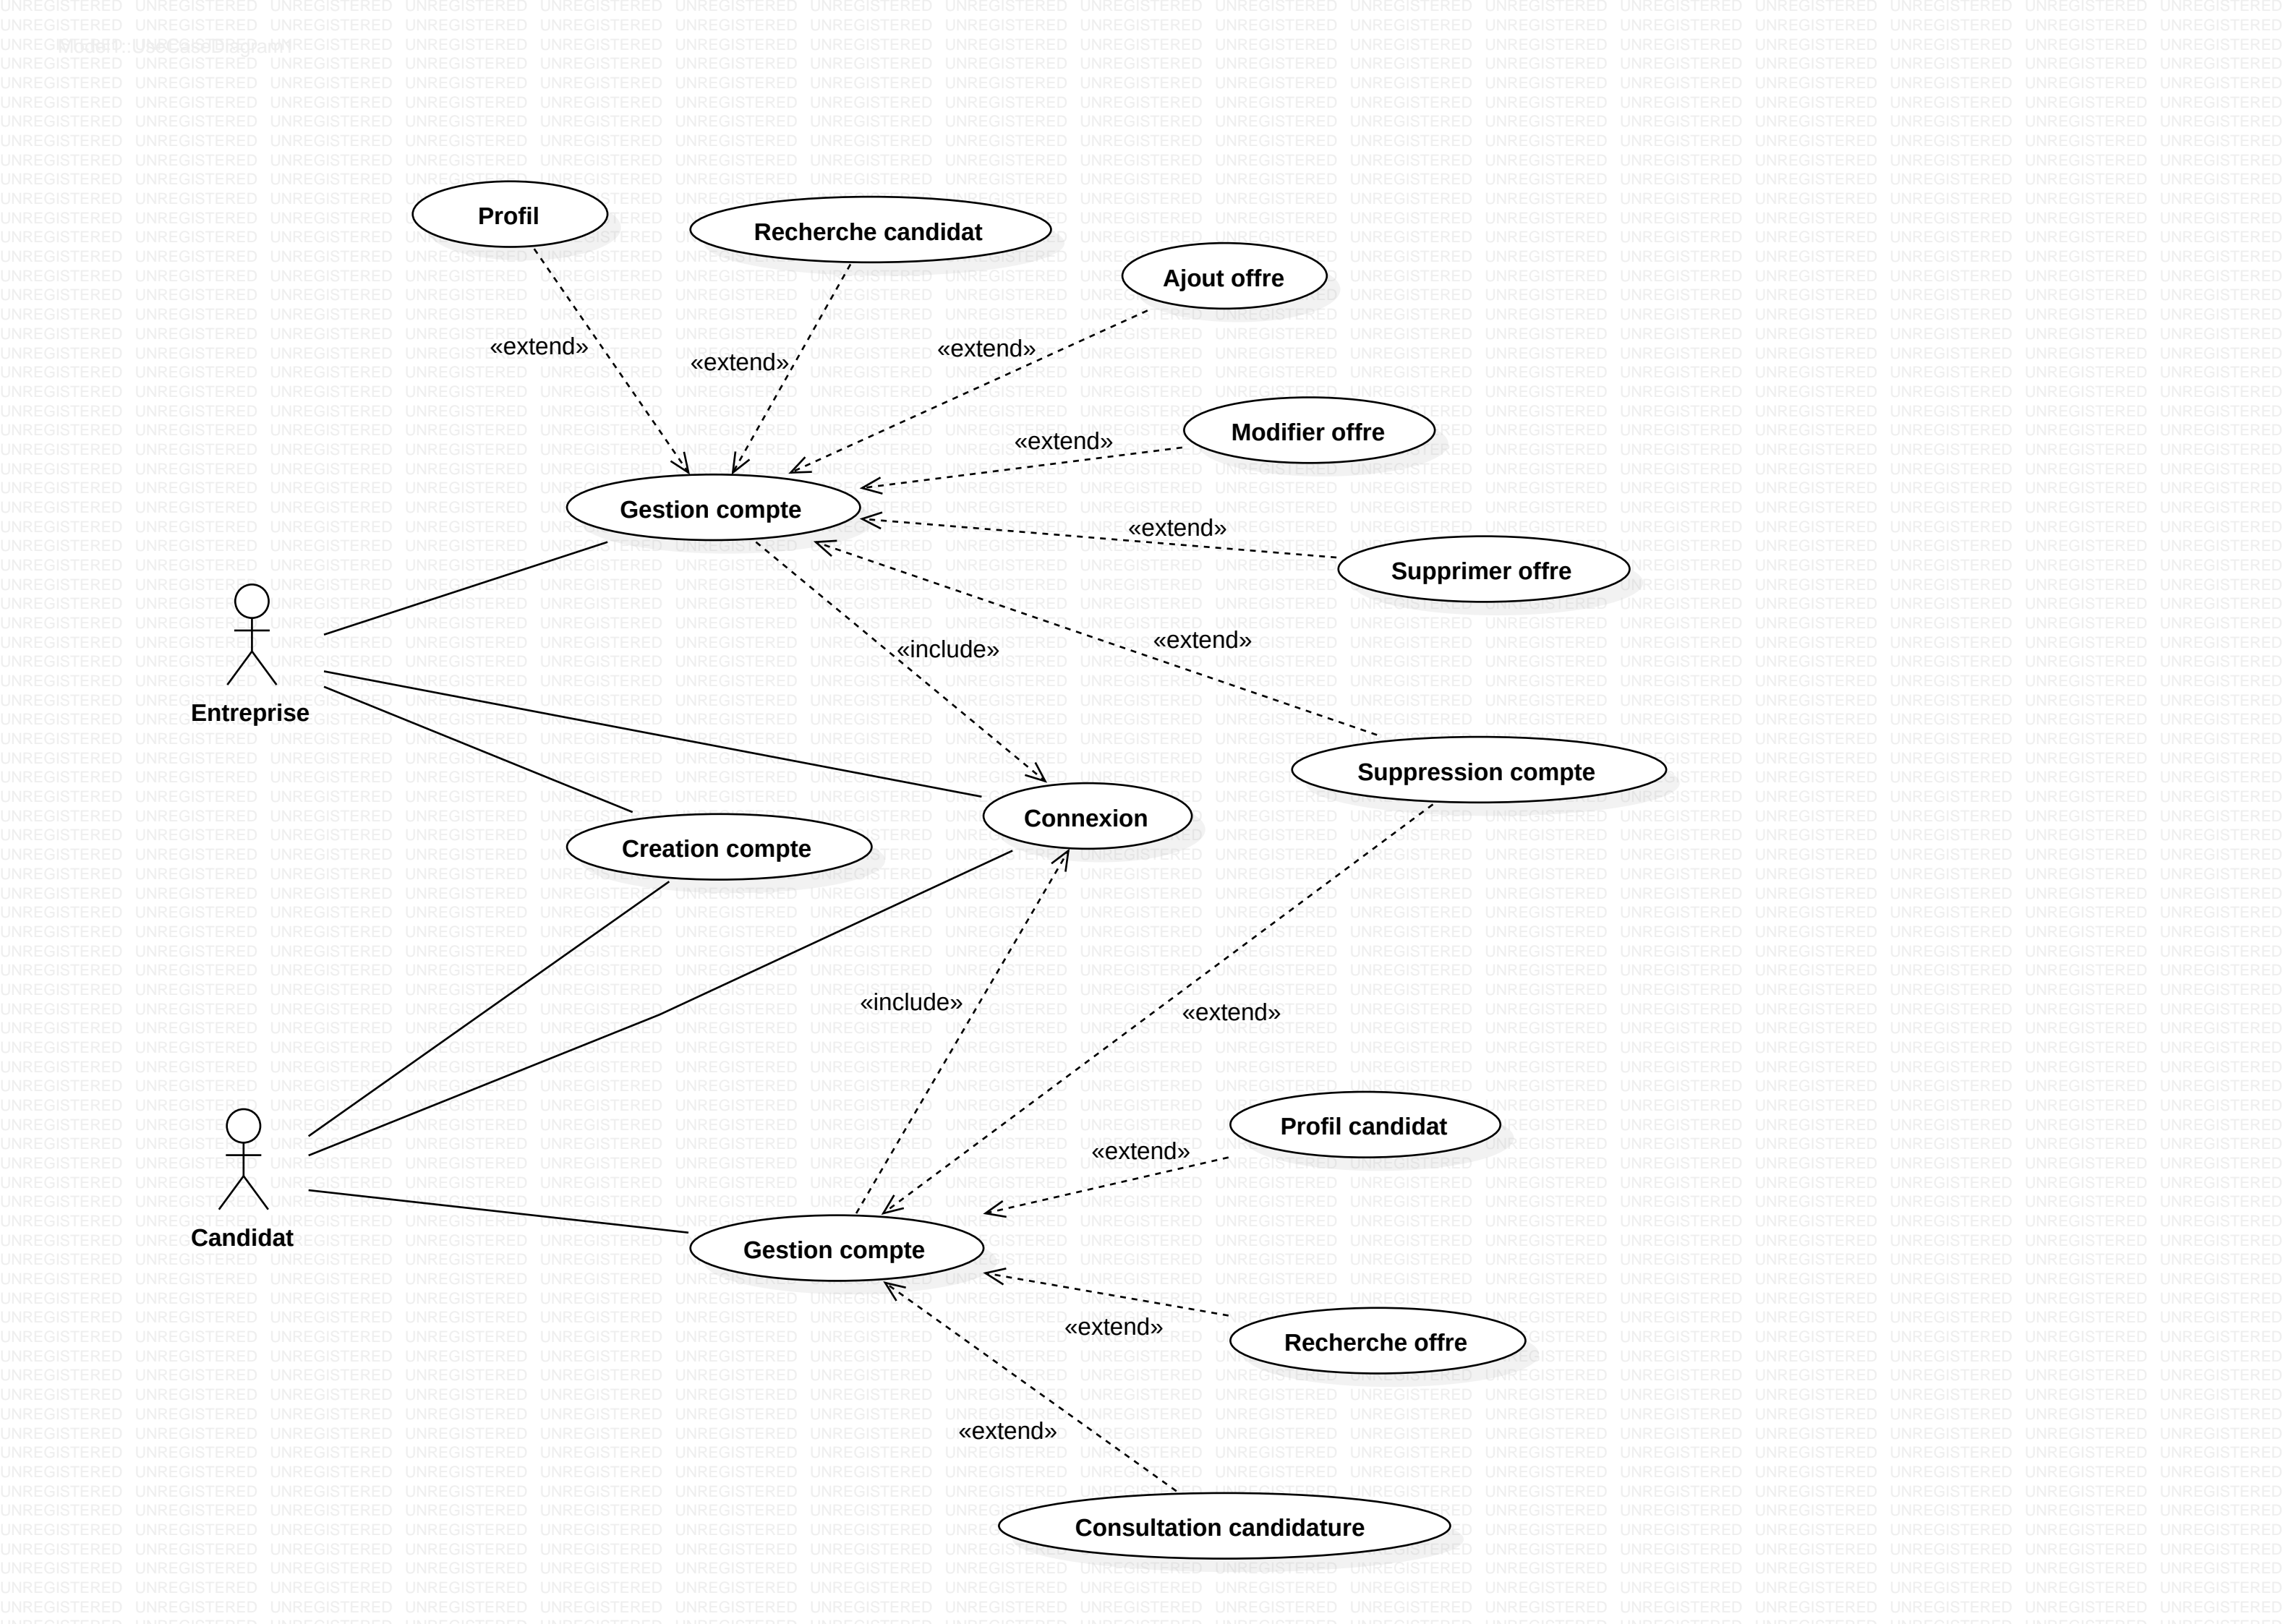 Model1::UseCaseDiagram1
Profil
Recherche candidat
Ajout offre
«extend»
«extend»
«extend»
Modifier offre
«extend»
Gestion compte
«extend»
Supprimer offre
«include»
«extend»
Entreprise
Suppression compte
Connexion
Creation compte
«include»
«extend»
Profil candidat
«extend»
Candidat
Gestion compte
«extend»
Recherche offre
«extend»
Consultation candidature
UNREGISTERED